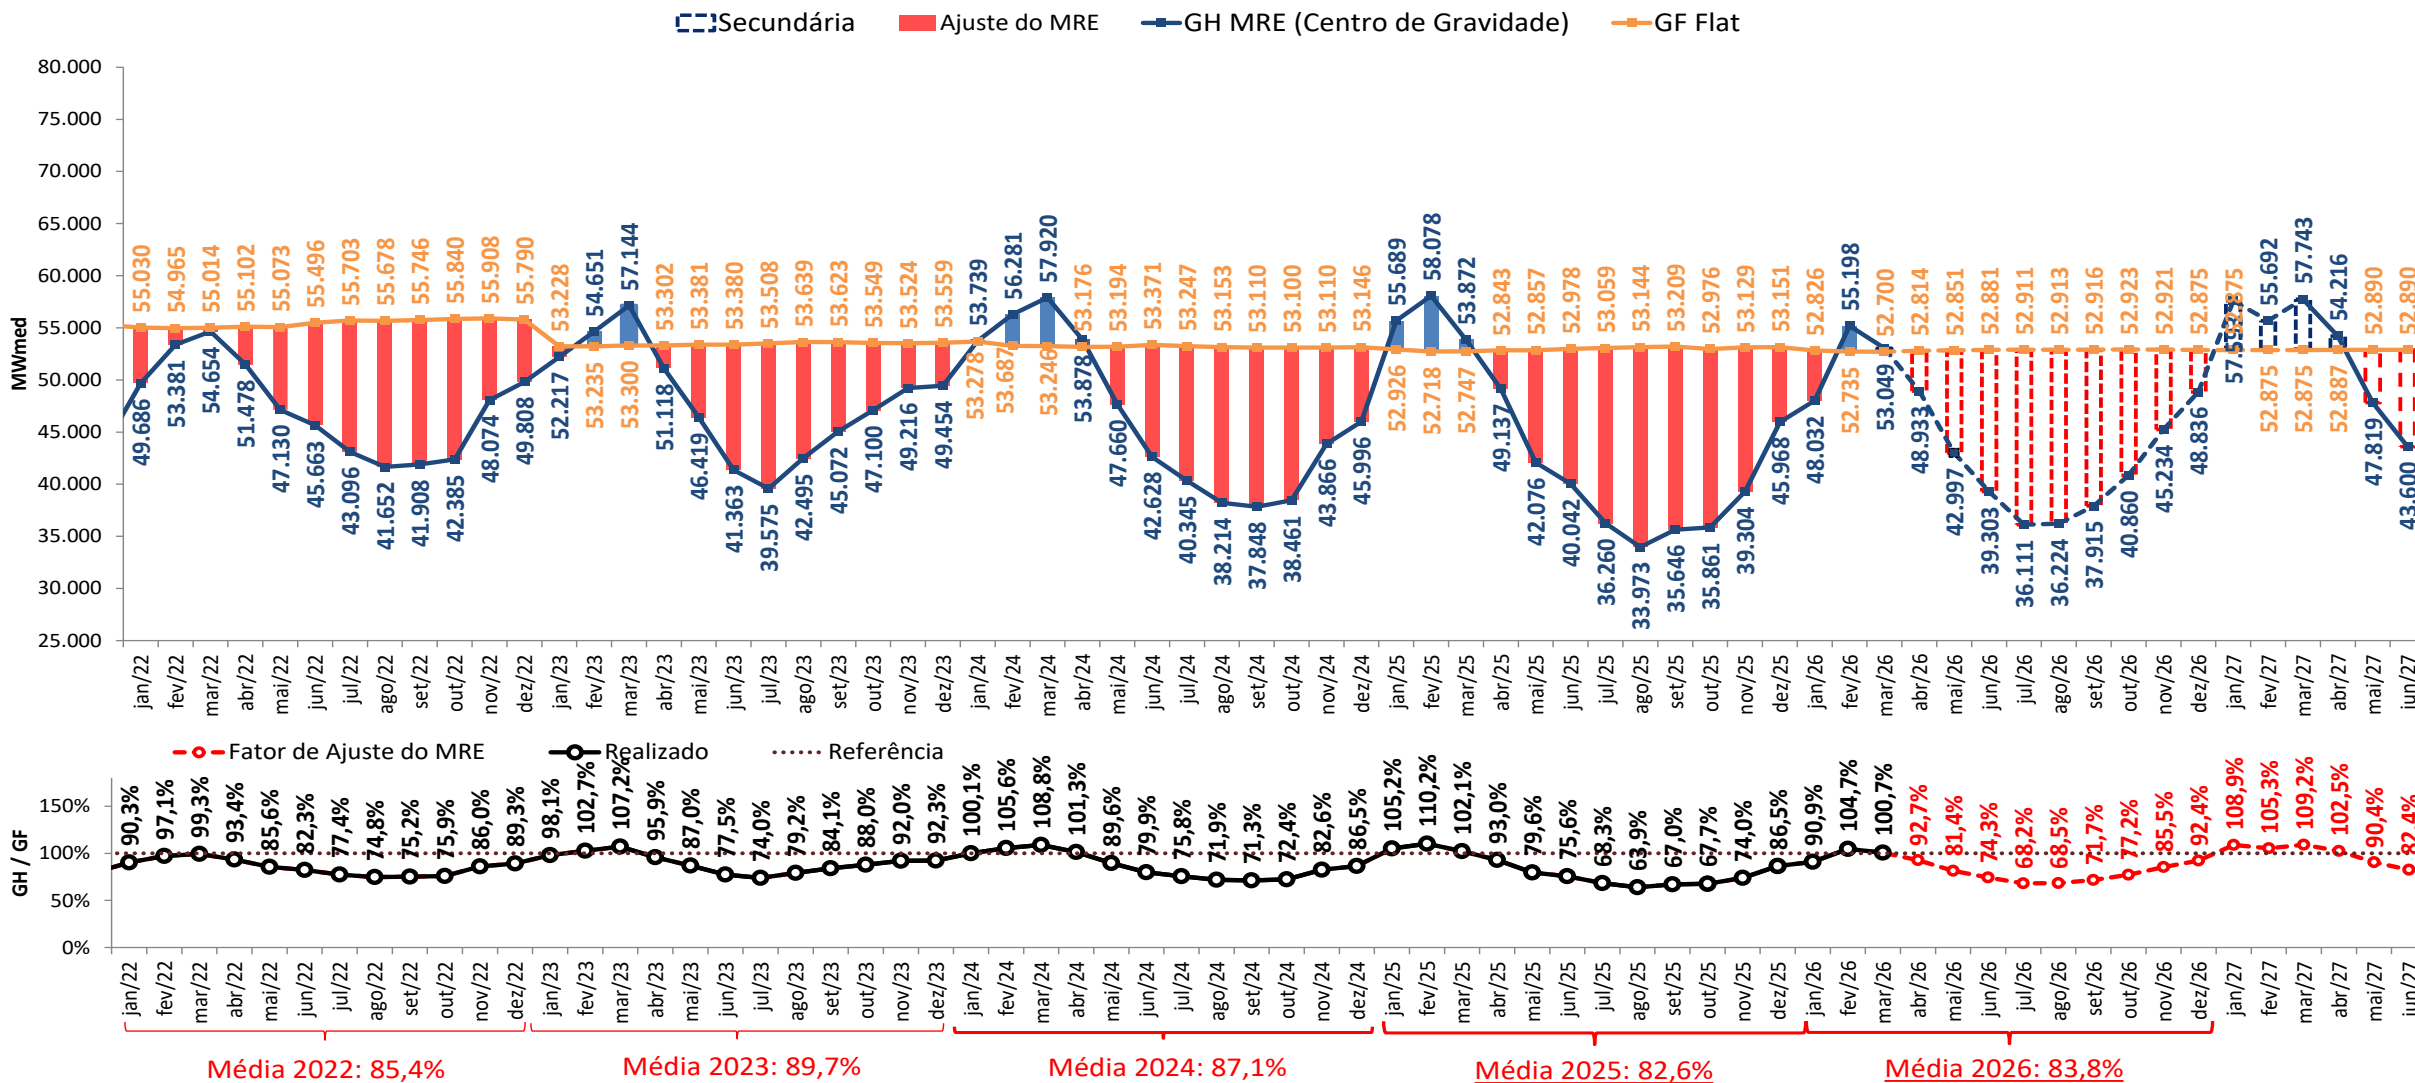 Secundária Ajuste do MRE GH MRE (Centro de Gravidade) GF Flat
80.000
75.000
70.000
65.000
60.000
55.000
50.000
45.000
40.000
35.000
30.000
25.000
MWmed
55.030 54.965 55.014 55.102 55.073 55.496 55.703 55.678 55.746 55.840 55.908 55.790 53.228 54.651 57.144 53.302 53.381 53.380 53.508 53.639 53.623 53.549 53.524 53.559 53.739 56.281 57.920 53.176 53.194 53.371 53.247 53.153 53.110 53.100 53.110 53.146 55.689 58.078 53.872 52.843 52.857 52.978 53.059 53.144 53.209 52.976 53.129 53.151 52.826 55.198 52.700 52.814 52.851 52.881 52.911 52.913 52.916 52.923 52.921 52.875 52.875 55.692 57.743 54.216 52.890 52.890
49.686 53.381 54.654 51.478 47.130 45.663 43.096 41.652 41.908 42.385 48.074 49.808 52.217 53.235 53.300 51.118 46.419 41.363 39.575 42.495 45.072 47.100 49.216 49.454 53.278 53.687 53.246 53.878 47.660 42.628 40.345 38.214 37.848 38.461 43.866 45.996 52.926 52.718 52.747 49.137 42.076 40.042 36.260 33.973 35.646 35.861 39.304 45.968 48.032 52.735 53.049 48.933 42.997 39.303 36.111 36.224 37.915 40.860 45.234 48.836 52.875 52.875 52.887 47.819 43.600
jan/22 fev/22 mar/22 abr/22 mai/22 jun/22 jul/22 ago/22 set/22 out/22 nov/22 dez/22 jan/23 fev/23 mar/23 abr/23 mai/23 jun/23 jul/23 ago/23 set/23 out/23 nov/23 dez/23 jan/24 fev/24 mar/24 abr/24 mai/24 jun/24 jul/24 ago/24 set/24 out/24 nov/24 dez/24 jan/25 fev/25 mar/25 abr/25 mai/25 jun/25 jul/25 ago/25 set/25 out/25 nov/25 dez/25 jan/26 fev/26 mar/26 abr/26 mai/26 jun/26 jul/26 ago/26 set/26 out/26 nov/26 dez/26 jan/27 fev/27 mar/27 abr/27 mai/27 jun/27
Fator de Ajuste do MRE Realizado Referência
150%
100%
50%
0%
GH / GF
90,3% 97,1% 99,3% 93,4% 85,6% 82,3% 77,4% 74,8% 75,2% 75,9% 86,0% 89,3% 98,1% 102,7% 107,2% 95,9% 87,0% 77,5% 74,0% 79,2% 84,1% 88,0% 92,0% 92,3% 100,1% 105,6% 108,8% 101,3% 89,6% 79,9% 75,8% 71,9% 71,3% 72,4% 82,6% 86,5% 105,2% 110,2% 102,1% 93,0% 79,6% 75,6% 68,3% 63,9% 67,0% 67,7% 74,0% 86,5% 90,9% 104,7% 100,7% 92,7% 81,4% 74,3% 68,2% 68,5% 71,7% 77,2% 85,5% 92,4% 108,9% 105,3% 109,2% 102,5% 90,4% 82,4%
jan/22 fev/22 mar/22 abr/22 mai/22 jun/22 jul/22 ago/22 set/22 out/22 nov/22 dez/22 jan/23 fev/23 mar/23 abr/23 mai/23 jun/23 jul/23 ago/23 set/23 out/23 nov/23 dez/23 jan/24 fev/24 mar/24 abr/24 mai/24 jun/24 jul/24 ago/24 set/24 out/24 nov/24 dez/24 jan/25 fev/25 mar/25 abr/25 mai/25 jun/25 jul/25 ago/25 set/25 out/25 nov/25 dez/25 jan/26 fev/26 mar/26 abr/26 mai/26 jun/26 jul/26 ago/26 set/26 out/26 nov/26 dez/26 jan/27 fev/27 mar/27 abr/27 mai/27 jun/27
Média 2022: 85,4% Média 2023: 89,7% Média 2024: 87,1% Média 2025: 82,6% Média 2026: 83,8%